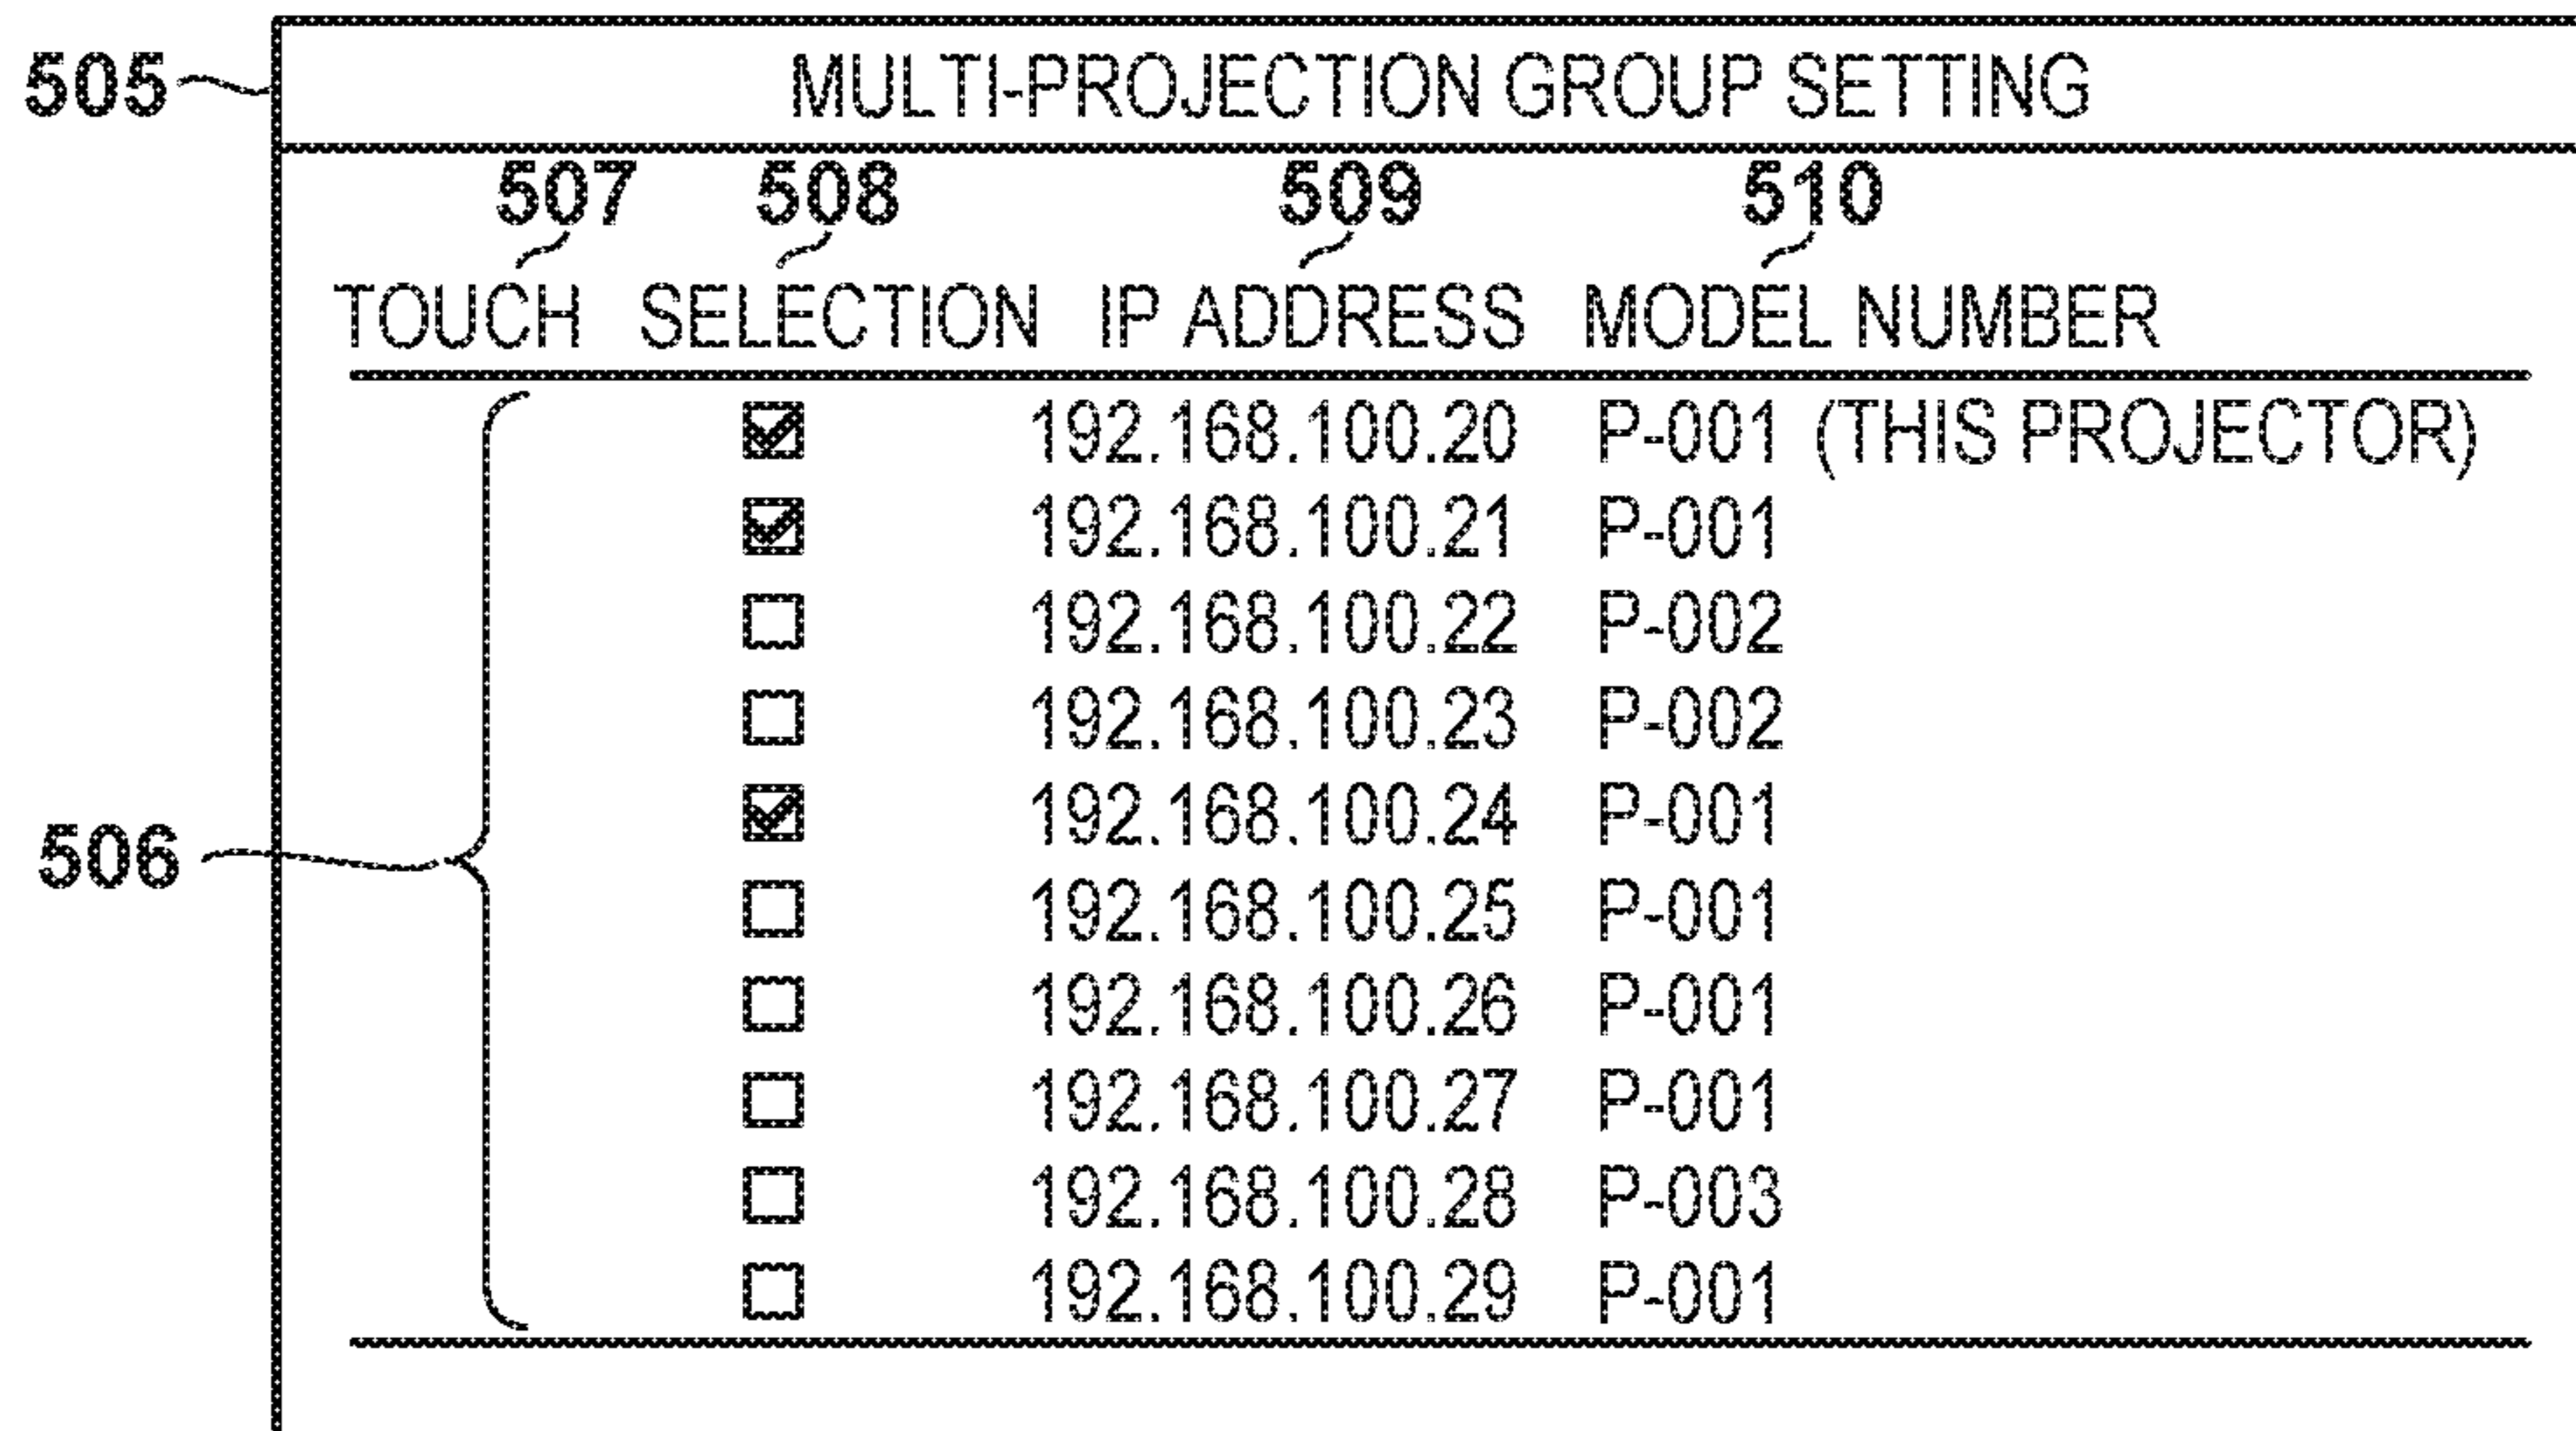 505 MULTI-PROJECTION GROUP SETTING
507 508 509 510
TOUCH SELECTION IP ADDRESS MODEL NUMBER
192.168.100.20 P-001 (THIS PROJECTOR)
192.168.100.21 P-001
192.168.100.22 P-002
192.168.100.23 P-002
192.168.100.24 P-001
506
192.168.100.25 P-001
192.168.100.26 P-001
192.168.100.27 P-001
192.168.100.28 P-003
192.168.100.29 P-001